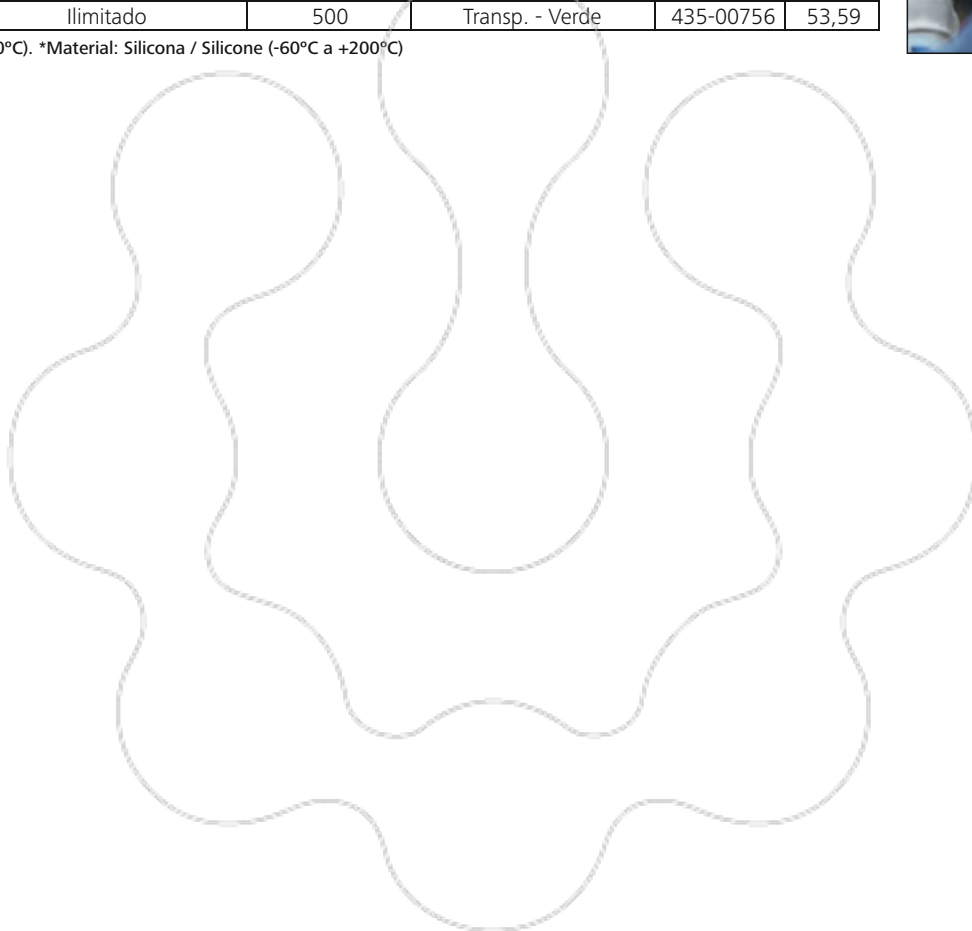 Ilimitado 500 Transp. - Verde 435-00756 53,59
0ºC). *Material: Silicona / Silicone (-60ºC a +200ºC)